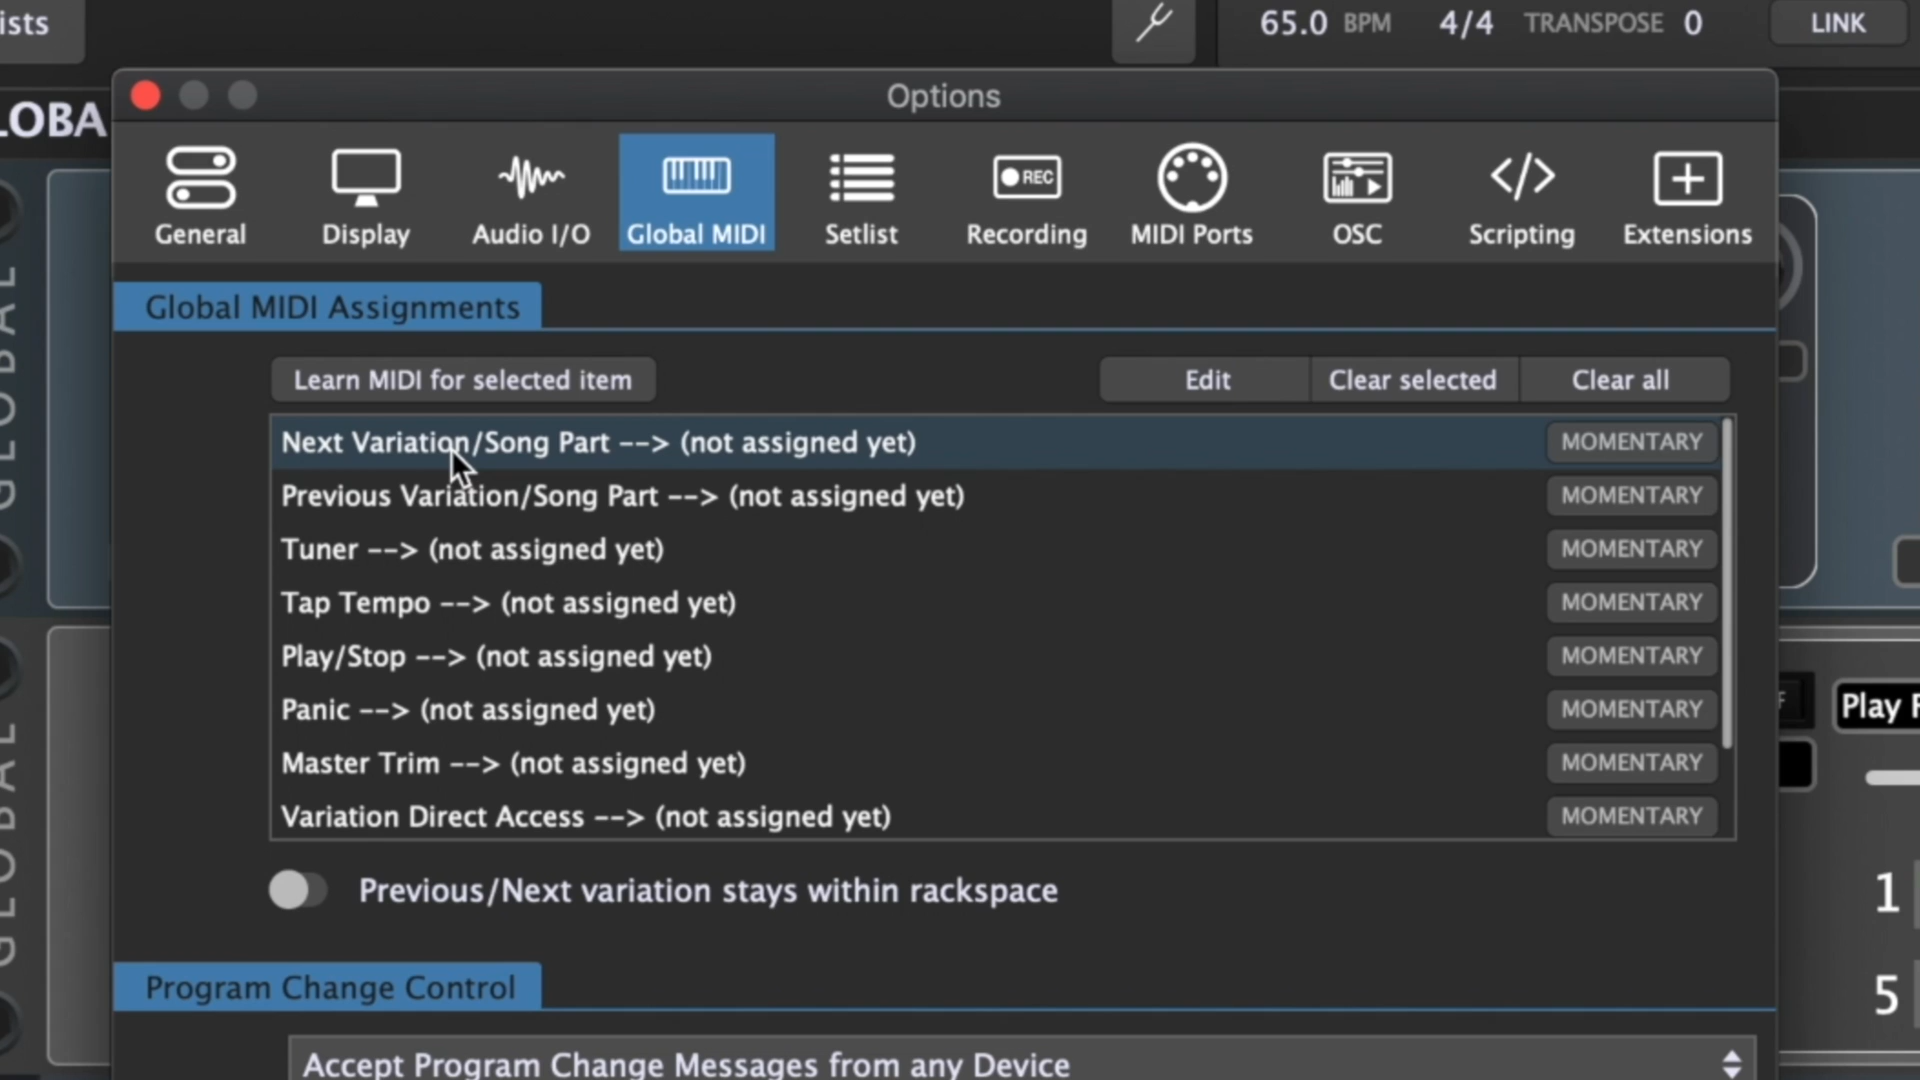 ists
65.0 BPM 4/4 TRANSPOSE 0 LINK
Options
LOBA
REC
General Display Audio I/O Global MIDI Setlist Recording MIDI Ports OSC Scripting Extensions
Global MIDI Assignments
Learn MIDI for selected item Edit Clear selected Clear all
Next Variation/Song Part --> (not assigned yet) MOMENTARY
Previous Variation/Song Part --> (not assigned yet) MOMENTARY
Tuner --> (not assigned yet) MOMENTARY
Tap Tempo --> (not assigned yet) MOMENTARY
Play/Stop --> (not assigned yet) MOMENTARY
Panic --> (not assigned yet) MOMENTARY
Master Trim --> (not assigned yet) MOMENTARY
Variation Direct Access --> (not assigned yet) MOMENTARY
Previous/Next variation stays within rackspace
Program Change Control
Accept Program Change Messages from any Device
GLOBAL
GLOBAL
F
Play F
1
5